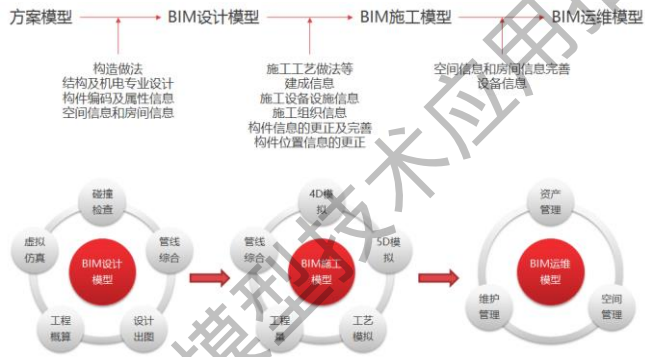 方案模型 BIM设计模型 BIM施工模型 BIM运维模型
构造做法
结构及机电专业设计
构件编码及属性信息
空间信息和房间信息
施工工艺做法等
建成信息
施工设备设施信息
施工组织信息
构件信息的更正及完善
构件位置信息的更正
空间信息和房间信息完善
设备信息
碰撞
检查
虚拟
仿真
管线
综合
BIM设计
模型
工程
概算
设计
出图
4D模
拟
管线
综合
5D模
拟
BIM施工
模型
工程
量
工艺
模拟
资产
管理
BIM运维
模型
维护
管理
空间
管理
模型技术应用